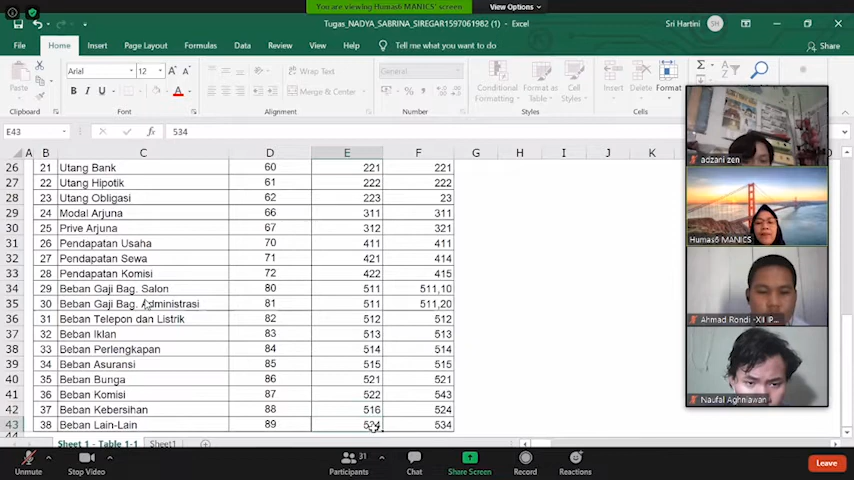 You are viewing Humas6 MANICS' screen
View Options
Tugas_NADYA_SABRINA_SIREGAR1597061982 (1) - Excel
Sri Hartini
SH
File Home Insert Page Layout Formulas Data Review View Help Tell me what you want to do
Share
Paste
Clipboard
Arial
12
B I U
Font
Wrap Text
Merge & Center
Alignment
General
Number
Conditional Formatting
Format as Table
Cell Styles
Styles
Insert Delete Format
E43
fx
534
A B C D E F G H I J K
26 21 Utang Bank 60 221 221
27 22 Utang Hipotik 61 222 222
28 23 Utang Obligasi 62 223 23
29 24 Modal Arjuna 66 311 311
30 25 Prive Arjuna 67 312 321
31 26 Pendapatan Usaha 70 411 411
32 27 Pendapatan Sewa 71 421 414
33 28 Pendapatan Komisi 72 422 415
34 29 Beban Gaji Bag. Salon 80 511 511,10
35 30 Beban Gaji Bag. Administrasi 81 511 511,20
36 31 Beban Telepon dan Listrik 82 512 512
37 32 Beban Iklan 83 513 513
38 33 Beban Perlengkapan 84 514 514
39 34 Beban Asuransi 85 515 515
40 35 Beban Bunga 86 521 521
41 36 Beban Komisi 87 522 543
42 37 Beban Kebersihan 88 516 524
43 38 Beban Lain-Lain 89 534
44
Sheet 1 - Table 1-1
Sheet1
adzani zen
Humas6 MANICS
Ahmad Rondi -XII IP...
Naufal Aghniawan
Unmute
Stop Video
Participants
31
Chat
Share Screen
Record
Reactions
Leave